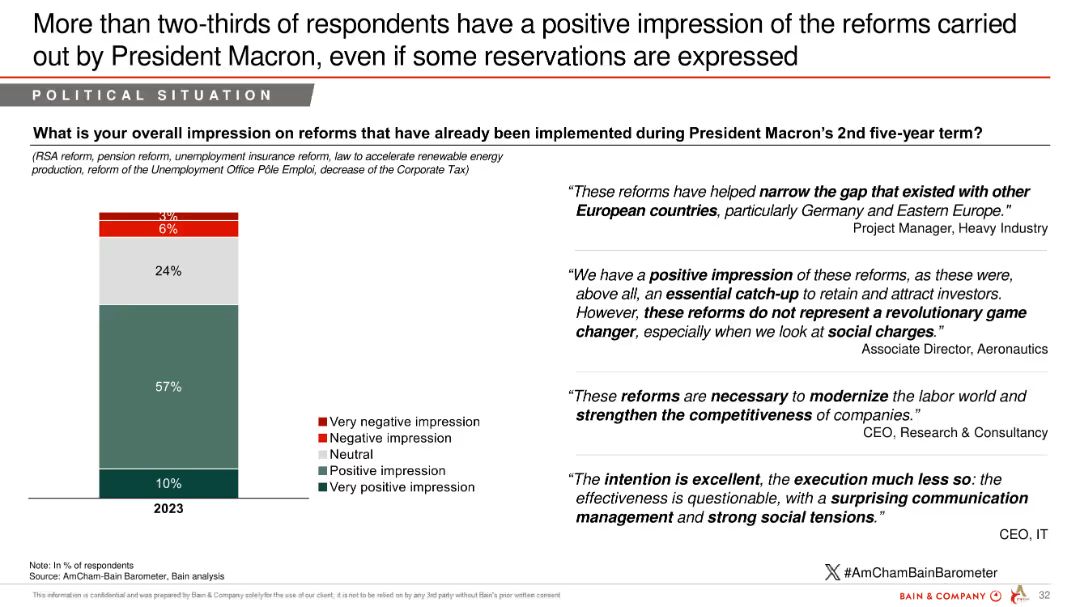 More than two-thirds of respondents have a positive impression of the reforms carried
out by President Macron, even if some reservations are expressed
POLITICAL SITUATION
What is your overall impression on reforms that have already been implemented during President Macron's 2nd five-year term?
(RSA reform, pension reform, unemployment insurance reform, law to accelerate renewable energy
production, reform of the Unemployment Office Pôle Emploi, decrease of the Corporate Tax)
3%
6%
24%
57%
10%
2023
Very negative impression
Negative impression
Neutral
Positive impression
Very positive impression
“These reforms have helped narrow the gap that existed with other
European countries, particularly Germany and Eastern Europe."
Project Manager, Heavy Industry
“We have a positive impression of these reforms, as these were,
above all, an essential catch-up to retain and attract investors.
However, these reforms do not represent a revolutionary game
changer, especially when we look at social charges.”
Associate Director, Aeronautics
“These reforms are necessary to modernize the labor world and
strengthen the competitiveness of companies.”
CEO, Research & Consultancy
“The intention is excellent, the execution much less so: the
effectiveness is questionable, with a surprising communication
management and strong social tensions.”
CEO, IT
Note: In % of respondents
Source: AmCham-Bain Barometer, Bain analysis
#AmChamBainBarometer
This information is confidential and was prepared by Bain & Company solely for the use of our client; it is not to be relied on by any 3rd party without Bain's prior written consent
BAIN & COMPANY
32